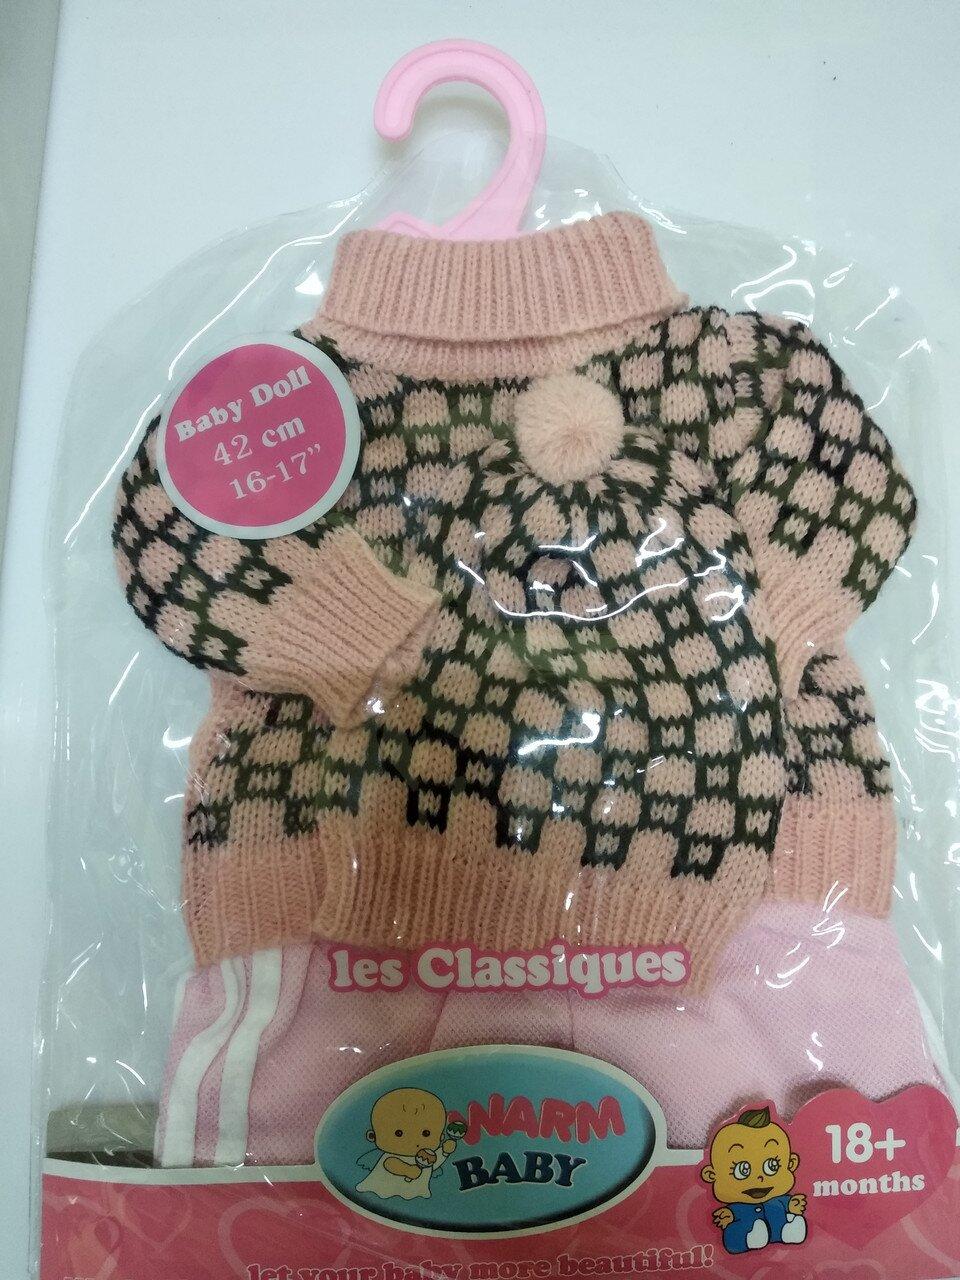 Baby Doll
42 cm
16-17”
les Classiques
NARM
BABY
18+
months
let your baby more beautiful!